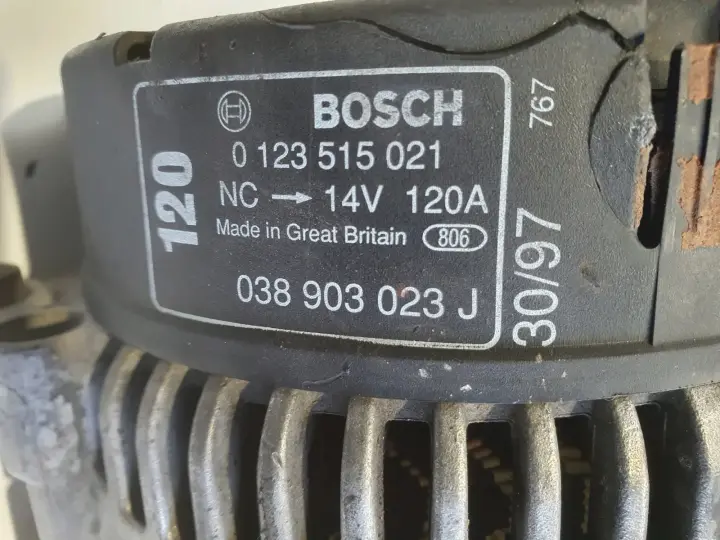 BOSCH
0 123 515 021
NC → 14V 120A
Made in Great Britain 806
038 903 023 J
120
30/97
767